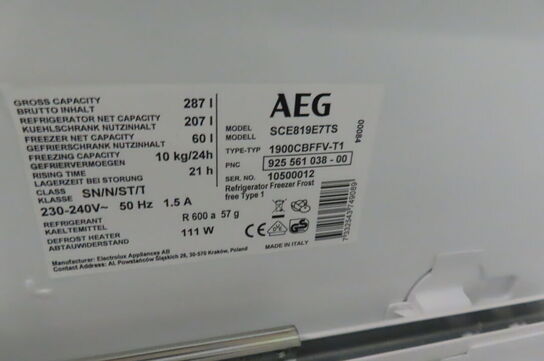 GROSS CAPACITY
BRUTTO INHALT 287 l
REFRIGERATOR NET CAPACITY
KUEHLSCHRANK NUTZINHALT 207 l
FREEZER NET CAPACITY
GEFRIERSCHRANK NUTZINHALT 60 l
FREEZING CAPACITY
GEFRIERVERMOEGEN 10 kg/24h
RISING TIME 21 h
CLASS
KLASSE SN/N/ST/T
230-240V~ 50 Hz 1.5 A
REFRIGERANT
KAELTEMITTEL R 600 a 57 g
DEFROST HEATER
ABTAUWIDERSTAND 111 W
AEG
MODEL
MODELL SCE819E7TS
TYPE-TYP 1900CBFFV-T1
PNC 925 561 038 - 00
SER. NO. 10500012
Refrigerator Freezer Frost
free Type 1
CE
MADE IN ITALY
00084
7332543749089
Manufacturer: Electrolux Appliances AB
Contact Address: Al. Powstańców Śląskich 26, 30-570 Kraków, Poland